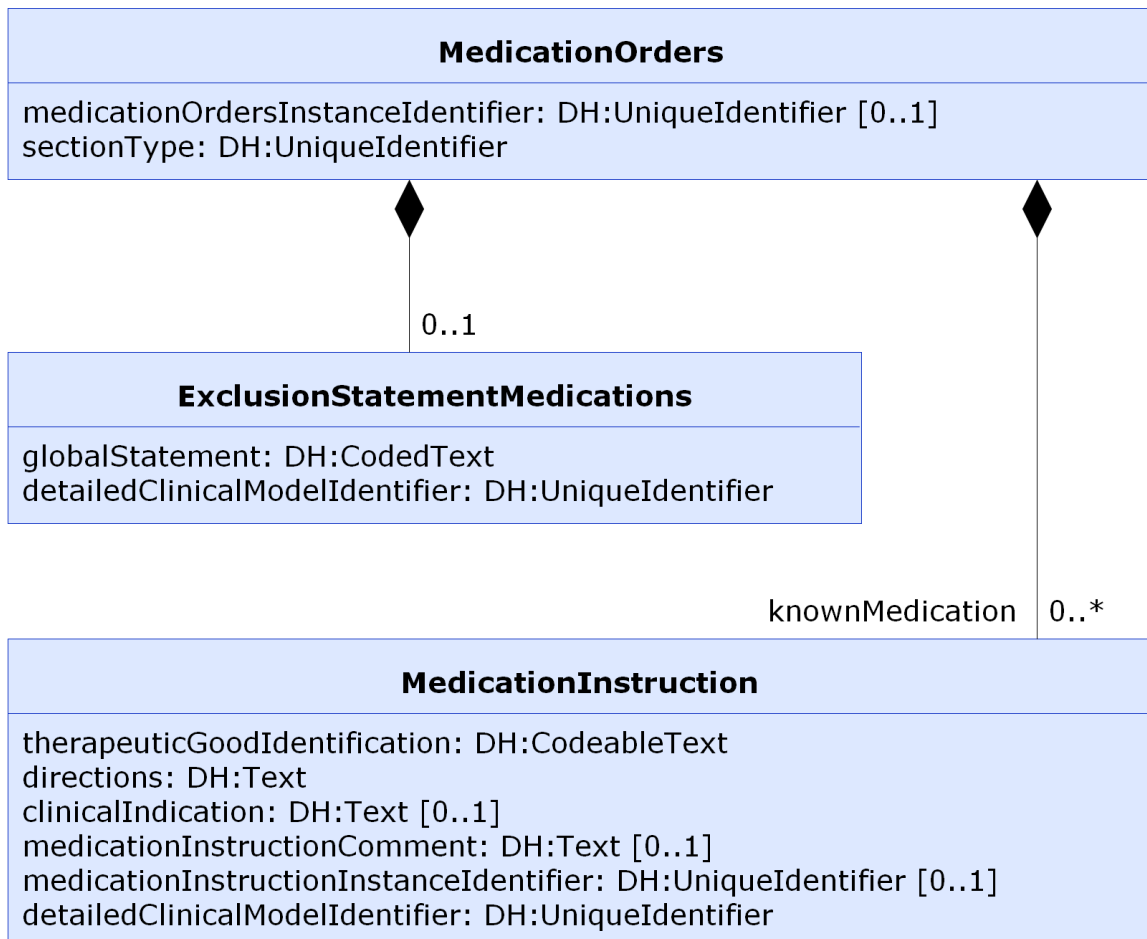 MedicationOrders
medicationOrdersInstanceIdentifier: DH:UniqueIdentifier [0..1]
sectionType: DH:UniqueIdentifier
0..1
ExclusionStatementMedications
globalStatement: DH:CodedText
detailedClinicalModelIdentifier: DH:UniqueIdentifier
knownMedication 0..*
MedicationInstruction
therapeuticGoodIdentification: DH:CodeableText
directions: DH:Text
clinicalIndication: DH:Text [0..1]
medicationInstructionComment: DH:Text [0..1]
medicationInstructionInstanceIdentifier: DH:UniqueIdentifier [0..1]
detailedClinicalModelIdentifier: DH:UniqueIdentifier